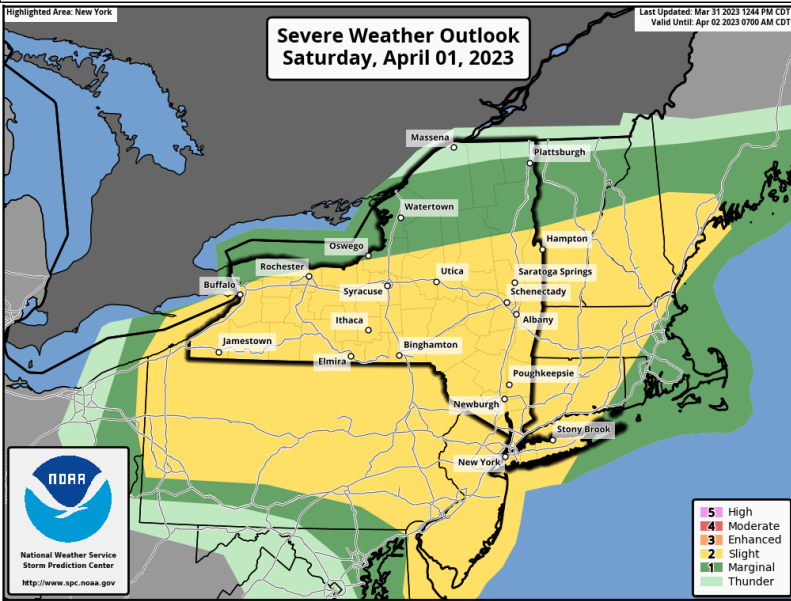 Highlighted Area: New York
Last Updated: Mar 31 2023 1244 PM CDT
Valid Until: Apr 02 2023 0700 AM CDT
Severe Weather Outlook
Saturday, April 01, 2023
Massena
Plattsburgh
Watertown
Oswego
Hampton
Rochester
Utica
Saratoga Springs
Buffalo
Syracuse
Schenectady
Ithaca
Albany
Jamestown
Binghamton
Elmira
Poughkeepsie
Newburgh
Stony Brook
New York
NOAA
National Weather Service
Storm Prediction Center
http://www.spc.noaa.gov
5 High
4 Moderate
3 Enhanced
2 Slight
1 Marginal
Thunder